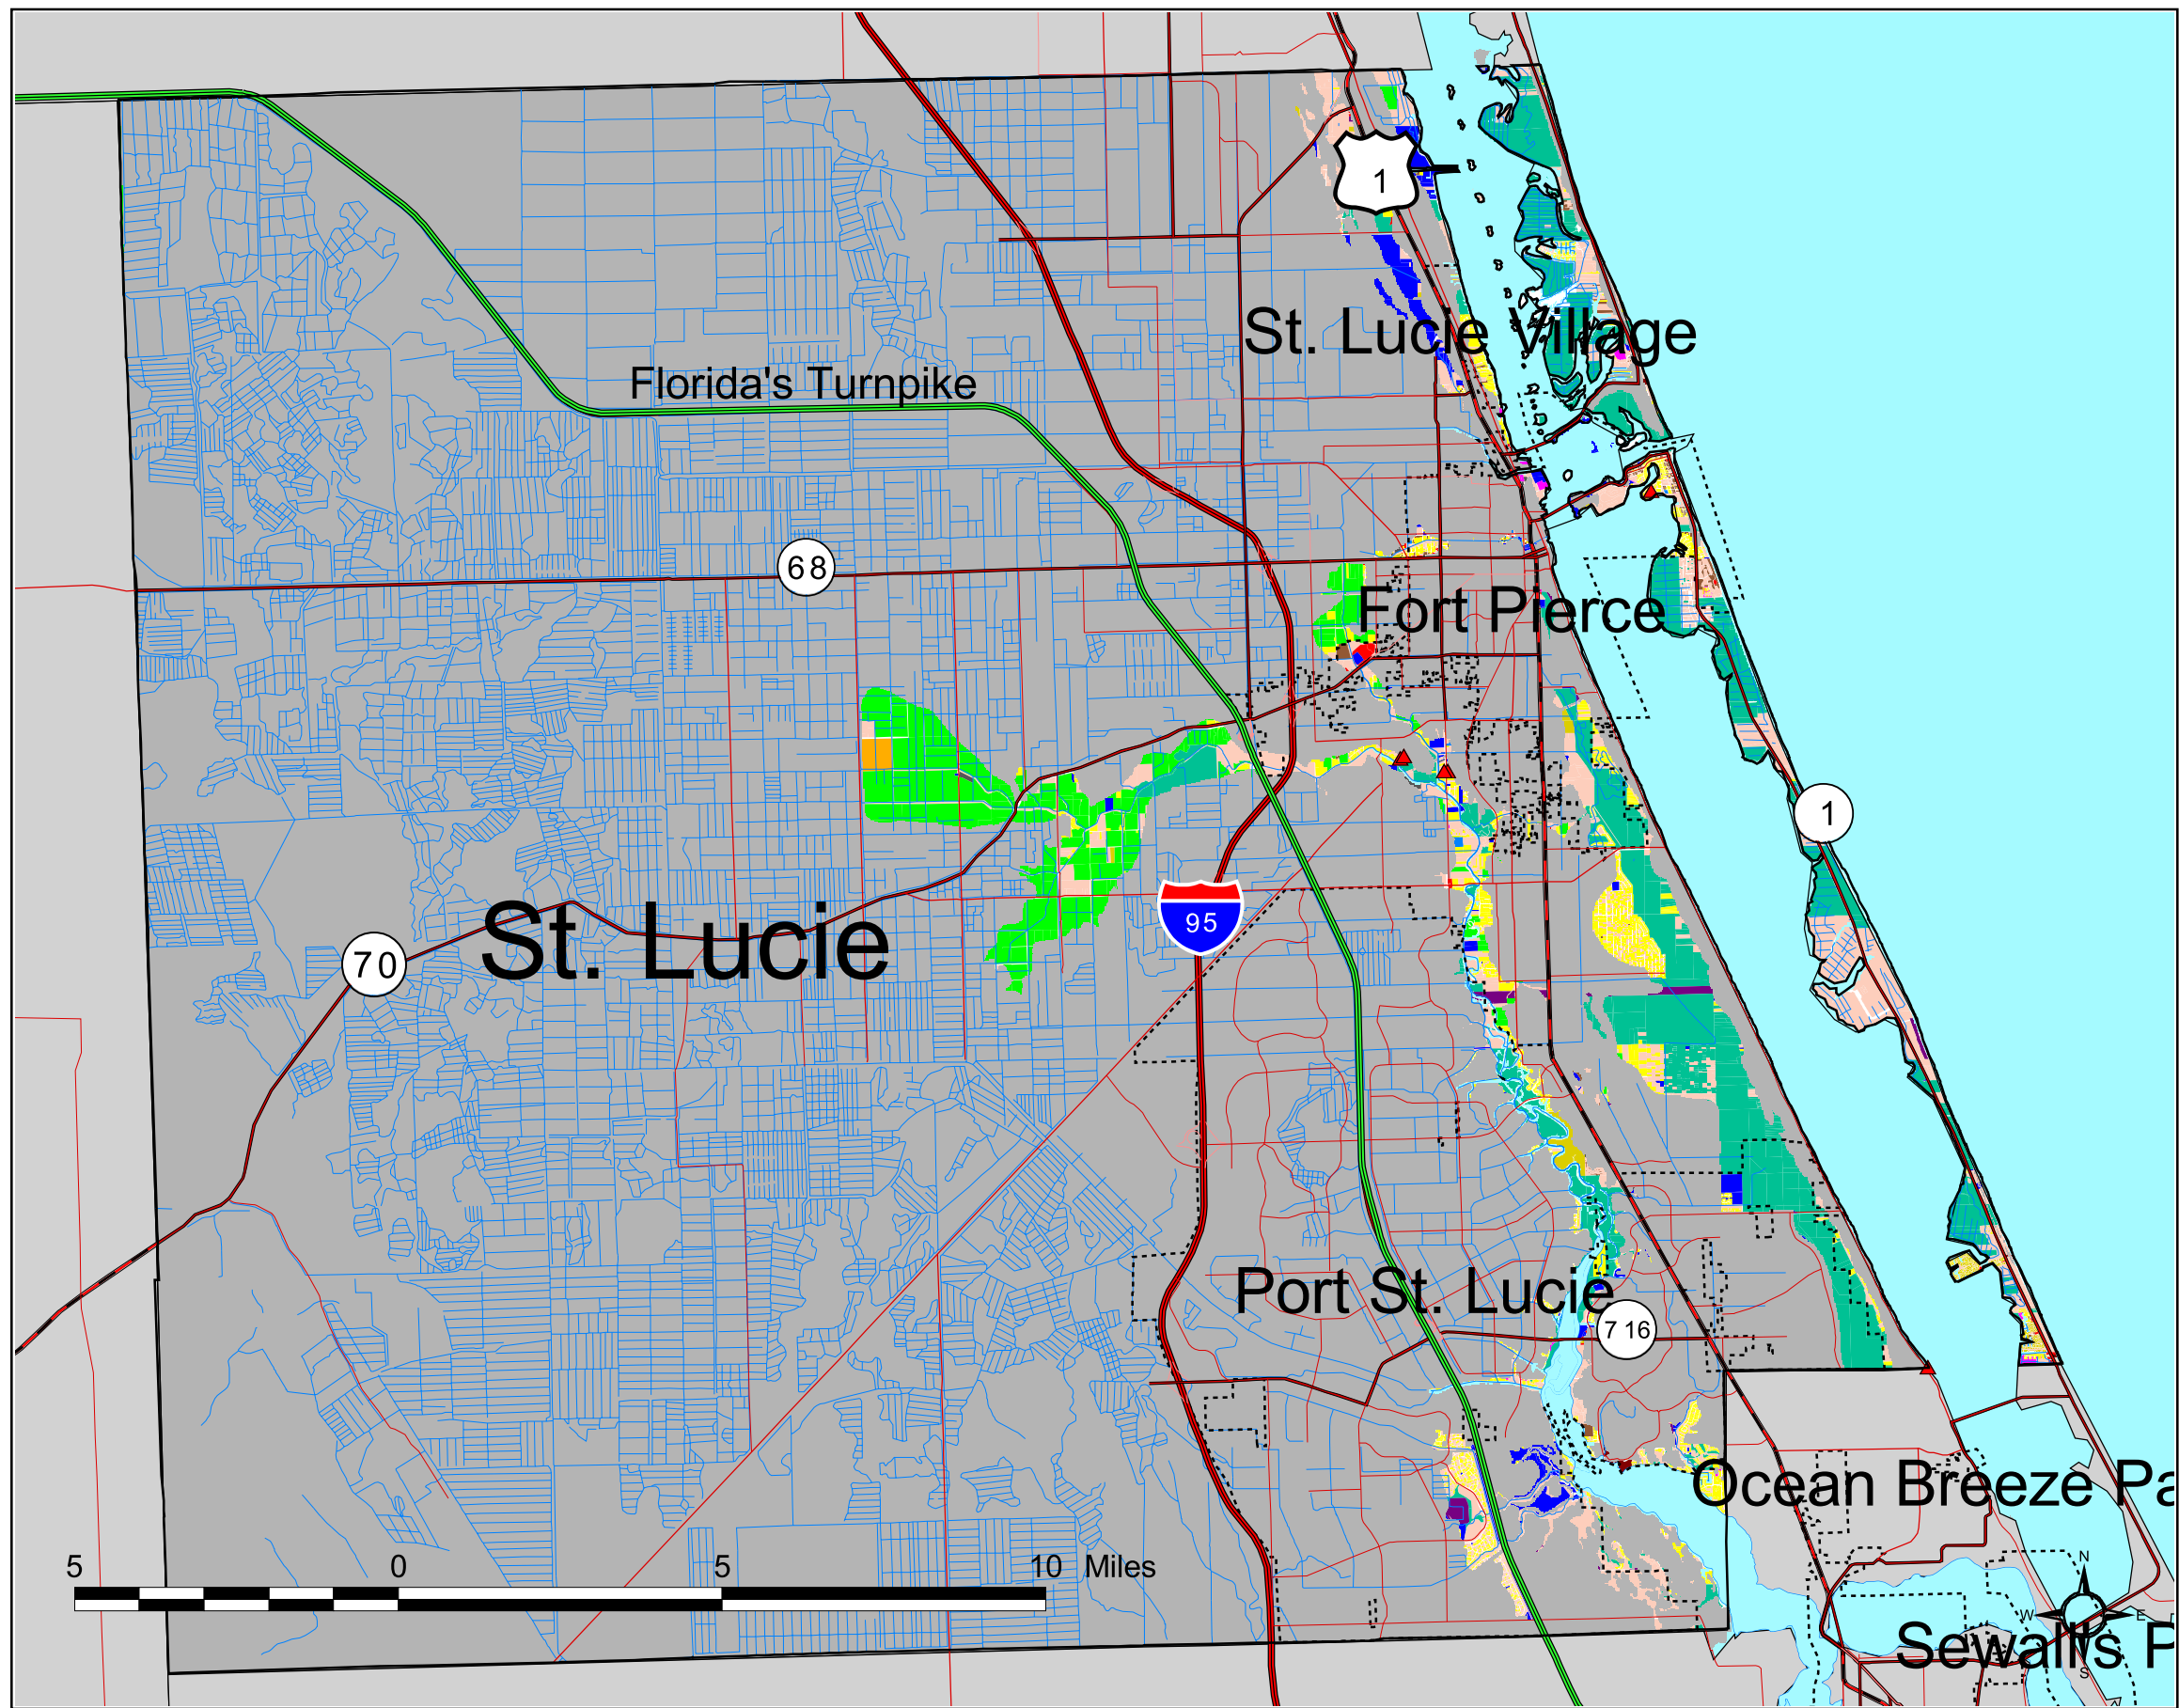 1
St. Lucie Village
Florida's Turnpike
68
Fort Pierce
1
95
70
St. Lucie
Port St. Lucie
7 16
Ocean Breeze Pa
5 0 5 10 Miles
N
W E
S
Sewall's P